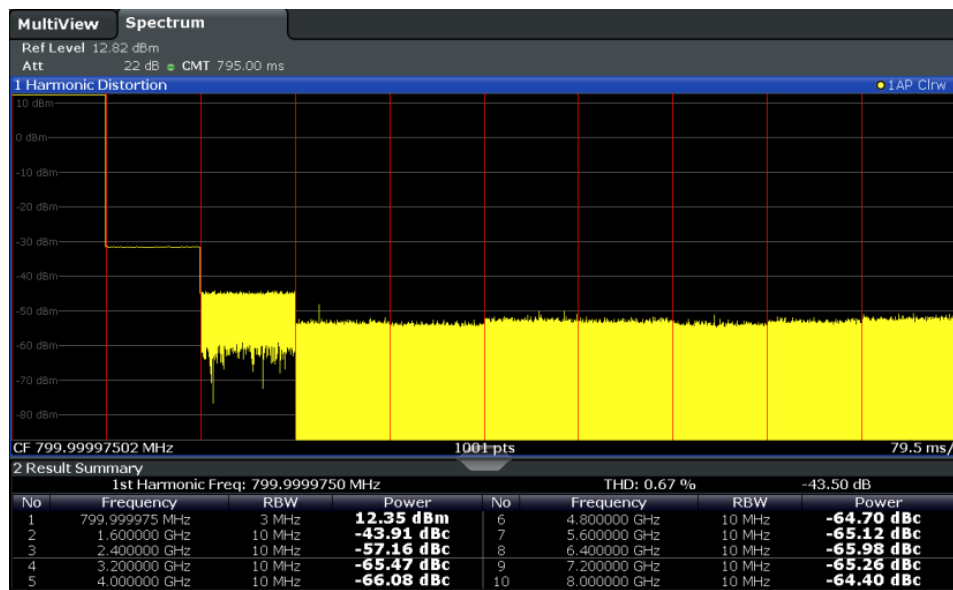 MultiView Spectrum
Ref Level 12.82 dBm
Att 22 dB CMT 795.00 ms
1 Harmonic Distortion 1AP Clrw
10 dBm
0 dBm
-10 dBm
-20 dBm
-30 dBm
-40 dBm
-50 dBm
-60 dBm
-70 dBm
-80 dBm
CF 799.99997502 MHz 1001 pts 79.5 ms/
2 Result Summary
1st Harmonic Freq: 799.9999750 MHz THD: 0.67 % -43.50 dB
No Frequency RBW Power No Frequency RBW Power
1 799.999975 MHz 3 MHz 12.35 dBm 6 4.800000 GHz 10 MHz -64.70 dBc
2 1.600000 GHz 10 MHz -43.91 dBc 7 5.600000 GHz 10 MHz -65.12 dBc
3 2.400000 GHz 10 MHz -57.16 dBc 8 6.400000 GHz 10 MHz -65.98 dBc
4 3.200000 GHz 10 MHz -65.47 dBc 9 7.200000 GHz 10 MHz -65.26 dBc
5 4.000000 GHz 10 MHz -66.08 dBc 10 8.000000 GHz 10 MHz -64.40 dBc